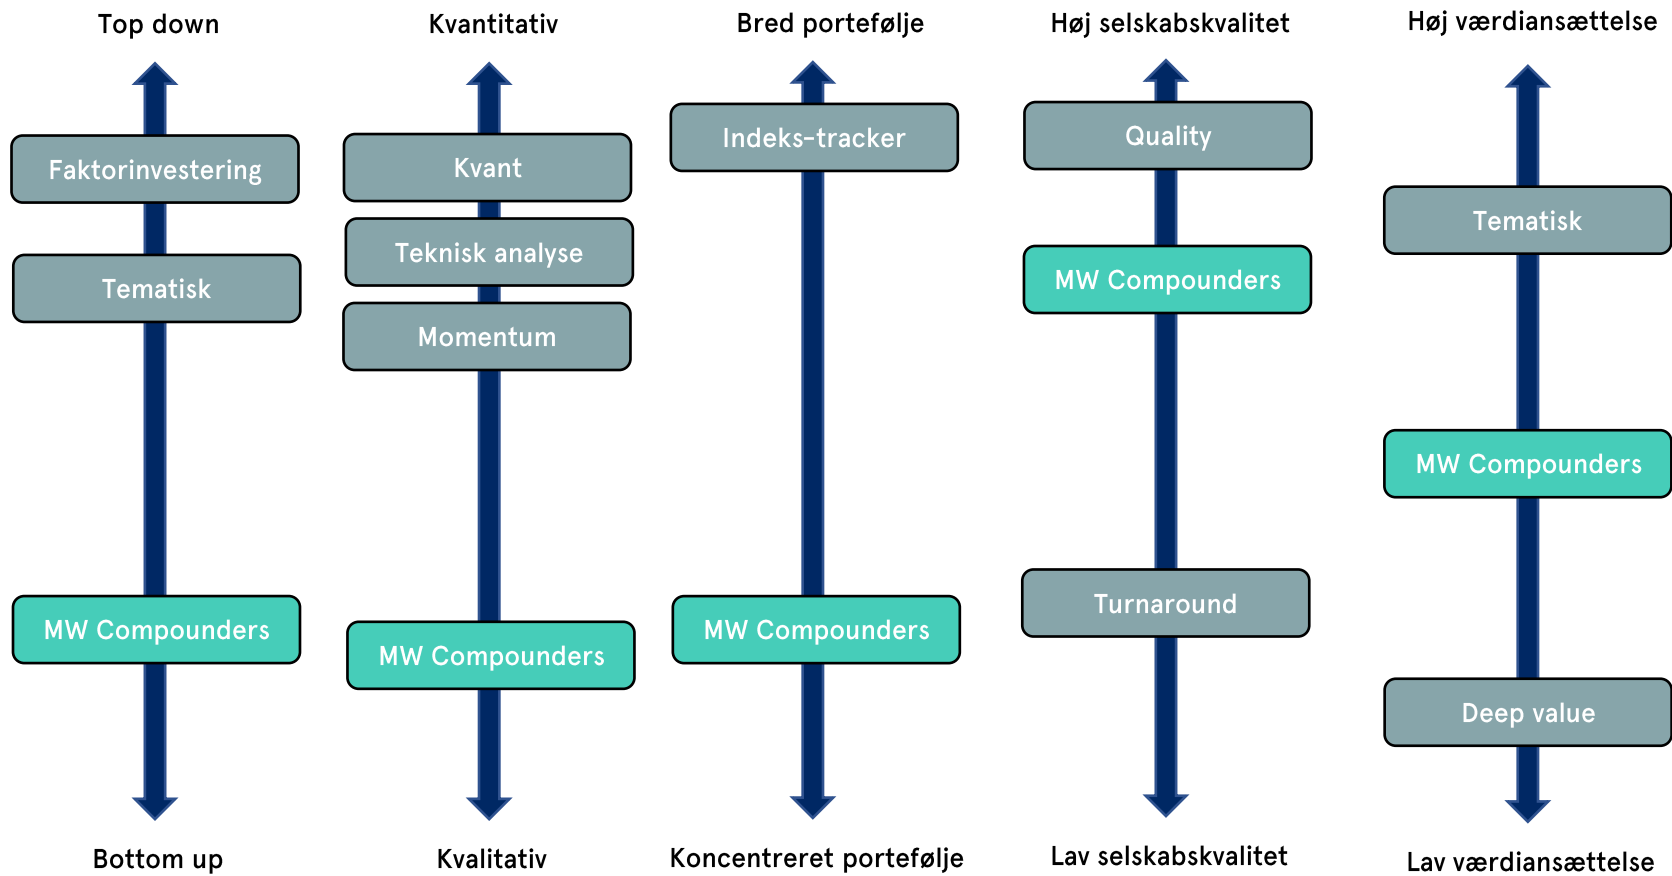 Top down
Faktorinvestering
Tematisk
MW Compounders
Bottom up
Kvantitativ
Kvant
Teknisk analyse
Momentum
MW Compounders
Kvalitativ
Bred portefølje
Indeks-tracker
MW Compounders
Koncentreret portefølje
Høj selskabskvalitet
Quality
MW Compounders
Turnaround
Lav selskabskvalitet
Høj værdiansættelse
Tematisk
MW Compounders
Deep value
Lav værdiansættelse